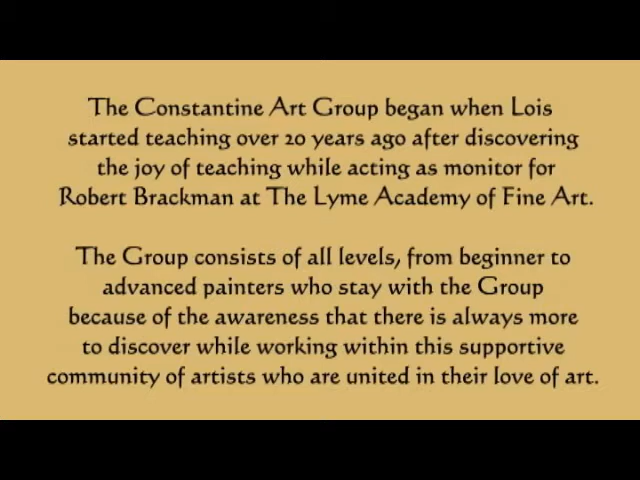 The Constantine Art Group began when Lois
started teaching over 20 years ago after discovering
the joy of teaching while acting as monitor for
Robert Brackman at The Lyme Academy of Fine Art.
The Group consists of all levels, from beginner to
advanced painters who stay with the Group
because of the awareness that there is always more
to discover while working within this supportive
community of artists who are united in their love of art.